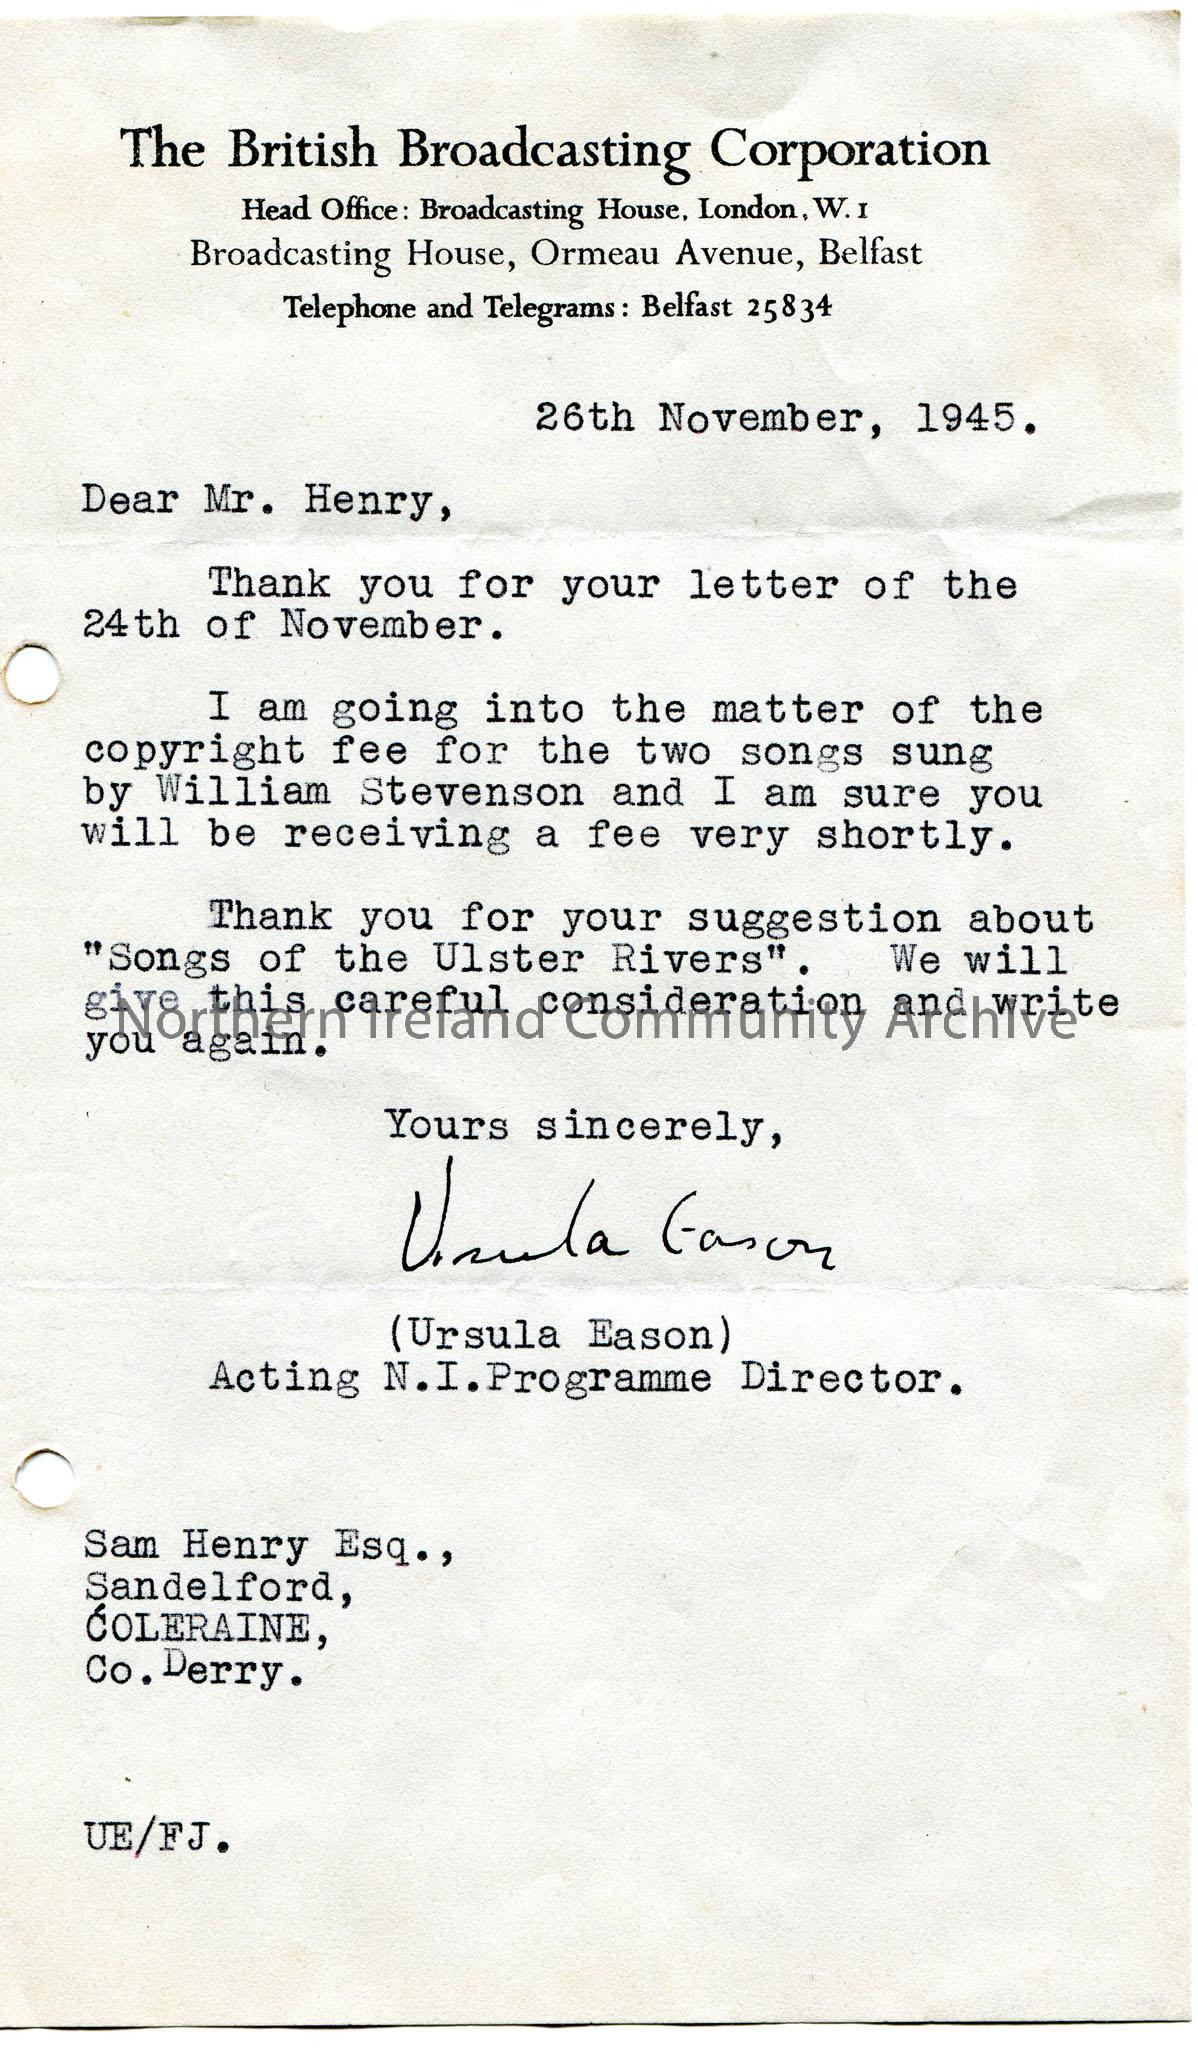 The British Broadcasting Corporation
Head Office: Broadcasting House, London, W.1
Broadcasting House, Ormeau Avenue, Belfast
Telephone and Telegrams: Belfast 25834
26th November, 1945.
Dear Mr. Henry,
Thank you for your letter of the
24th of November.
I am going into the matter of the
copyright fee for the two songs sung
by William Stevenson and I am sure you
will be receiving a fee very shortly.
Thank you for your suggestion about
"Songs of the Ulster Rivers". We will
give this careful consideration and write
you again.
Northern Ireland Community Archive
Yours sincerely,
Ursula Eason
(Ursula Eason)
Acting N.I.Programme Director.
Sam Henry Esq.,
Sandelford,
COLERAINE,
Co.Derry.
UE/FJ.